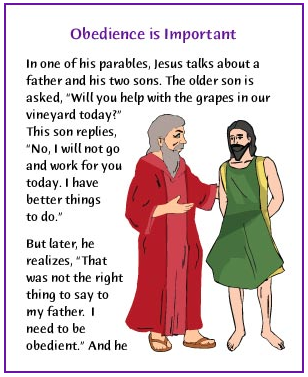 Obedience is Important
In one of his parables, Jesus talks about a
father and his two sons. The older son is
asked, “Will you help with the grapes in our
vineyard today?”
This son replies,
“No, I will not go
and work for you
today. I have
better things
to do.”
But later, he
realizes, “That
was not the right
thing to say to
my father.  I
need to be
obedient.” And he